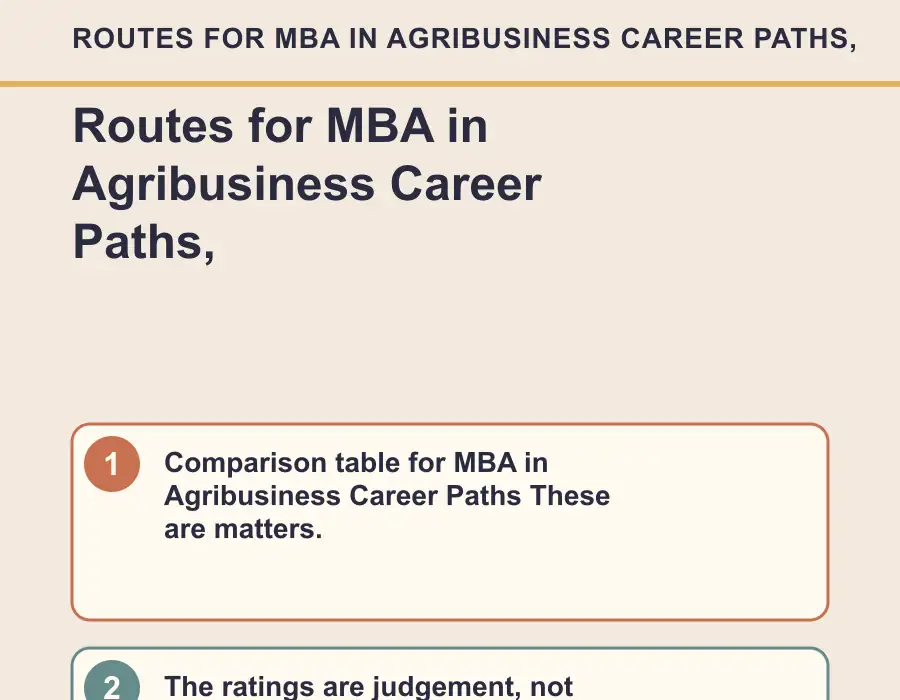 ROUTES FOR MBA IN AGRIBUSINESS CAREER PATHS,
Routes for MBA in
Agribusiness Career
Paths,
1
Comparison table for MBA in
Agribusiness Career Paths These
are matters.
2
The ratings are judgement, not